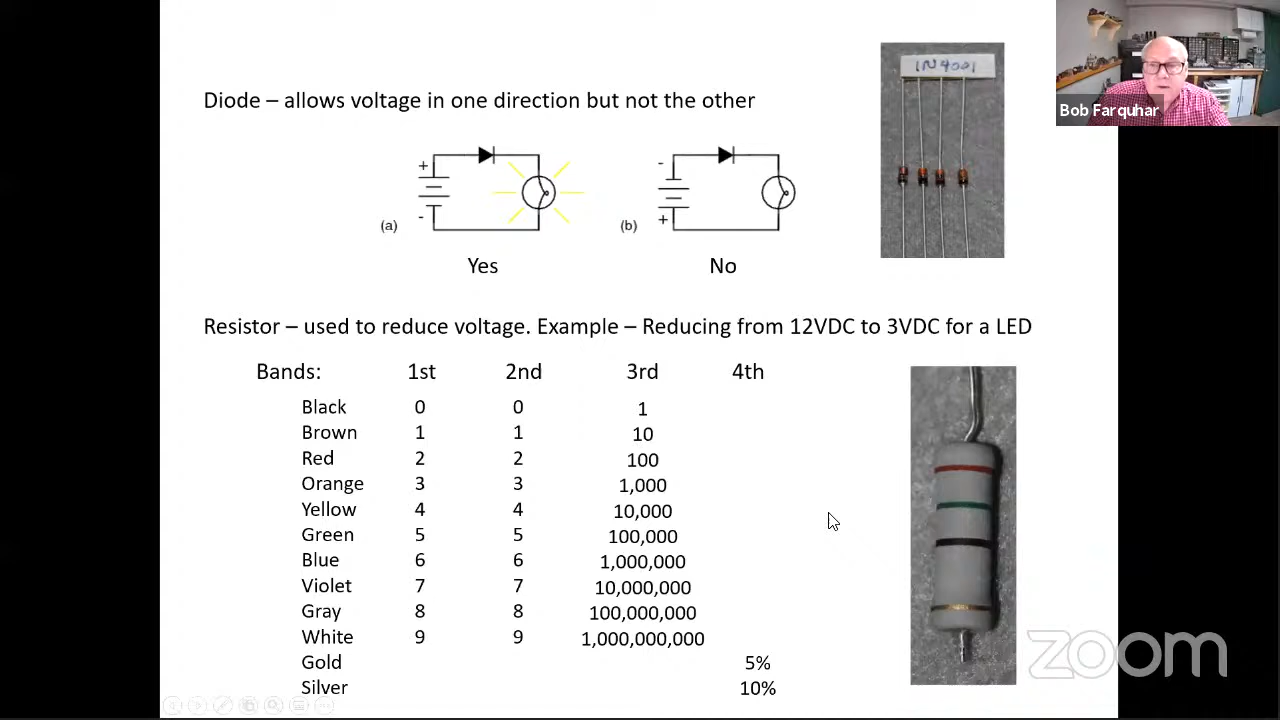 Diode – allows voltage in one direction but not the other
1N4001
Bob Farquhar
+
-
(a)
-
+
(b)
Yes
No
Resistor – used to reduce voltage. Example – Reducing from 12VDC to 3VDC for a LED
Bands: 1st 2nd 3rd 4th
Black 0 0 1
Brown 1 1 10
Red 2 2 100
Orange 3 3 1,000
Yellow 4 4 10,000
Green 5 5 100,000
Blue 6 6 1,000,000
Violet 7 7 10,000,000
Gray 8 8 100,000,000
White 9 9 1,000,000,000
Gold 5%
Silver 10%
zoom